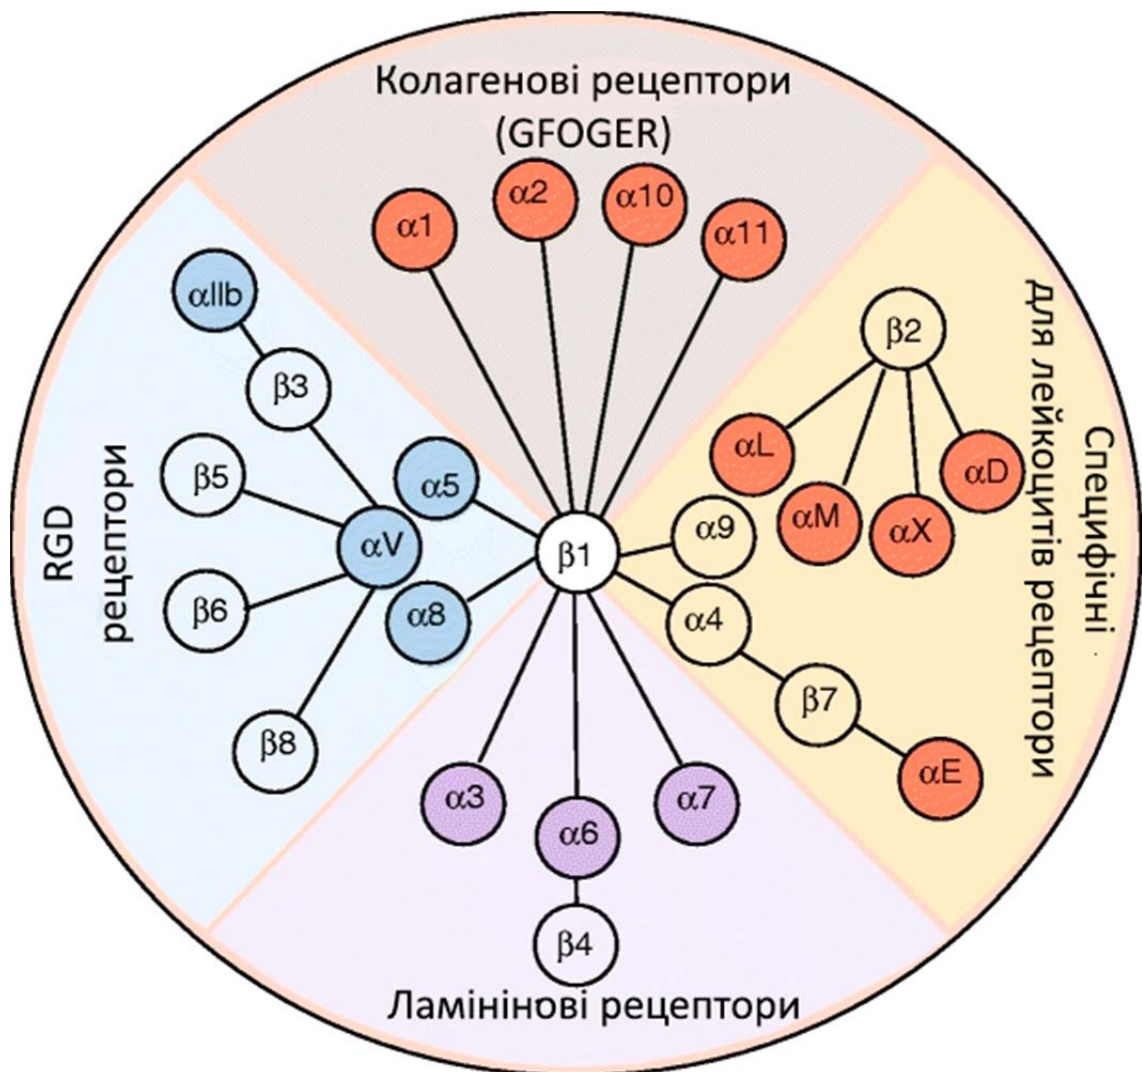 Колагенові рецептори
(GFOGER)
α1
α2
α10
α11
αIIb
β3
β5
αV
β6
β8
α5
α8
RGD
рецептори
β1
β2
αL
αM
αX
αD
α9
α4
β7
αE
Специфічні
для лейкоцитів рецептори
α3
α6
α7
β4
Ламінінові рецептори